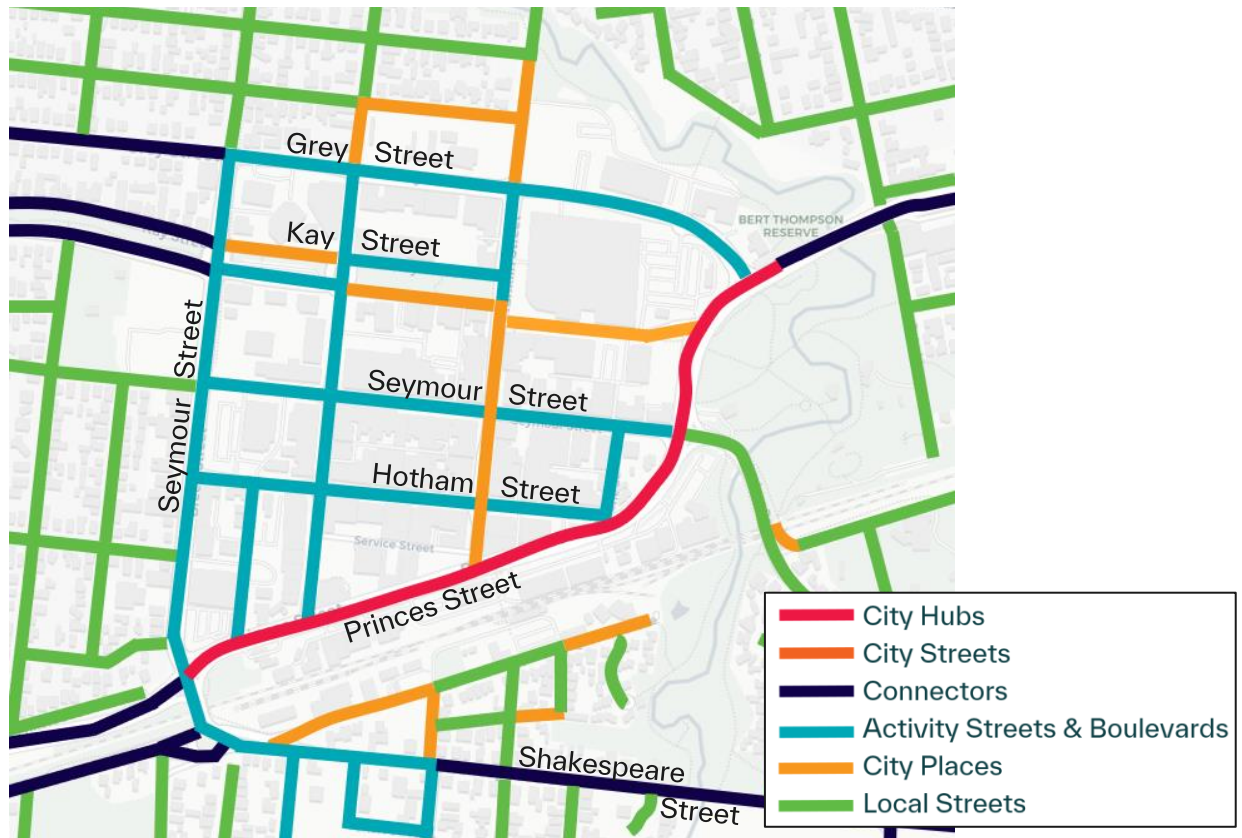 Grey Street
BERT THOMPSON
RESERVE
Kay Street
Seymour Street
Seymour Street
Hotham Street
Service Street
Princes Street
Shakespeare
Street
City Hubs
City Streets
Connectors
Activity Streets & Boulevards
City Places
Local Streets